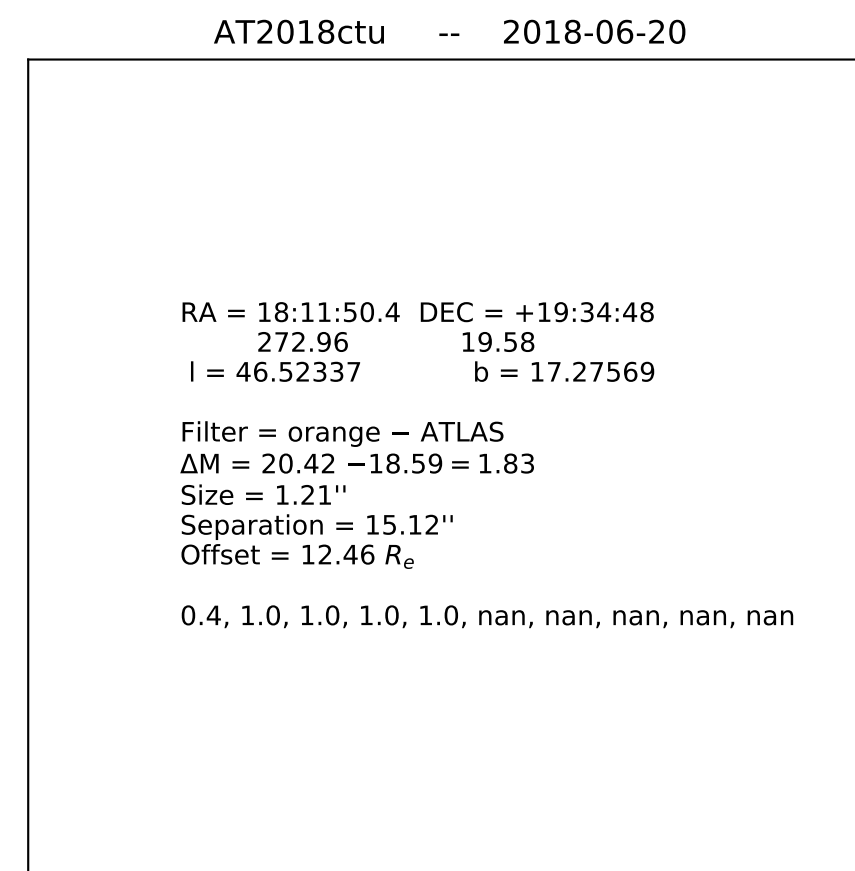 AT2018ctu -- 2018-06-20
RA = 18:11:50.4 DEC = +19:34:48
272.96 19.58
l = 46.52337 b = 17.27569
Filter = orange − ATLAS
ΔM = 20.42 −18.59 = 1.83
Size = 1.21''
Separation = 15.12''
Offset = 12.46 Re
0.4, 1.0, 1.0, 1.0, 1.0, nan, nan, nan, nan, nan